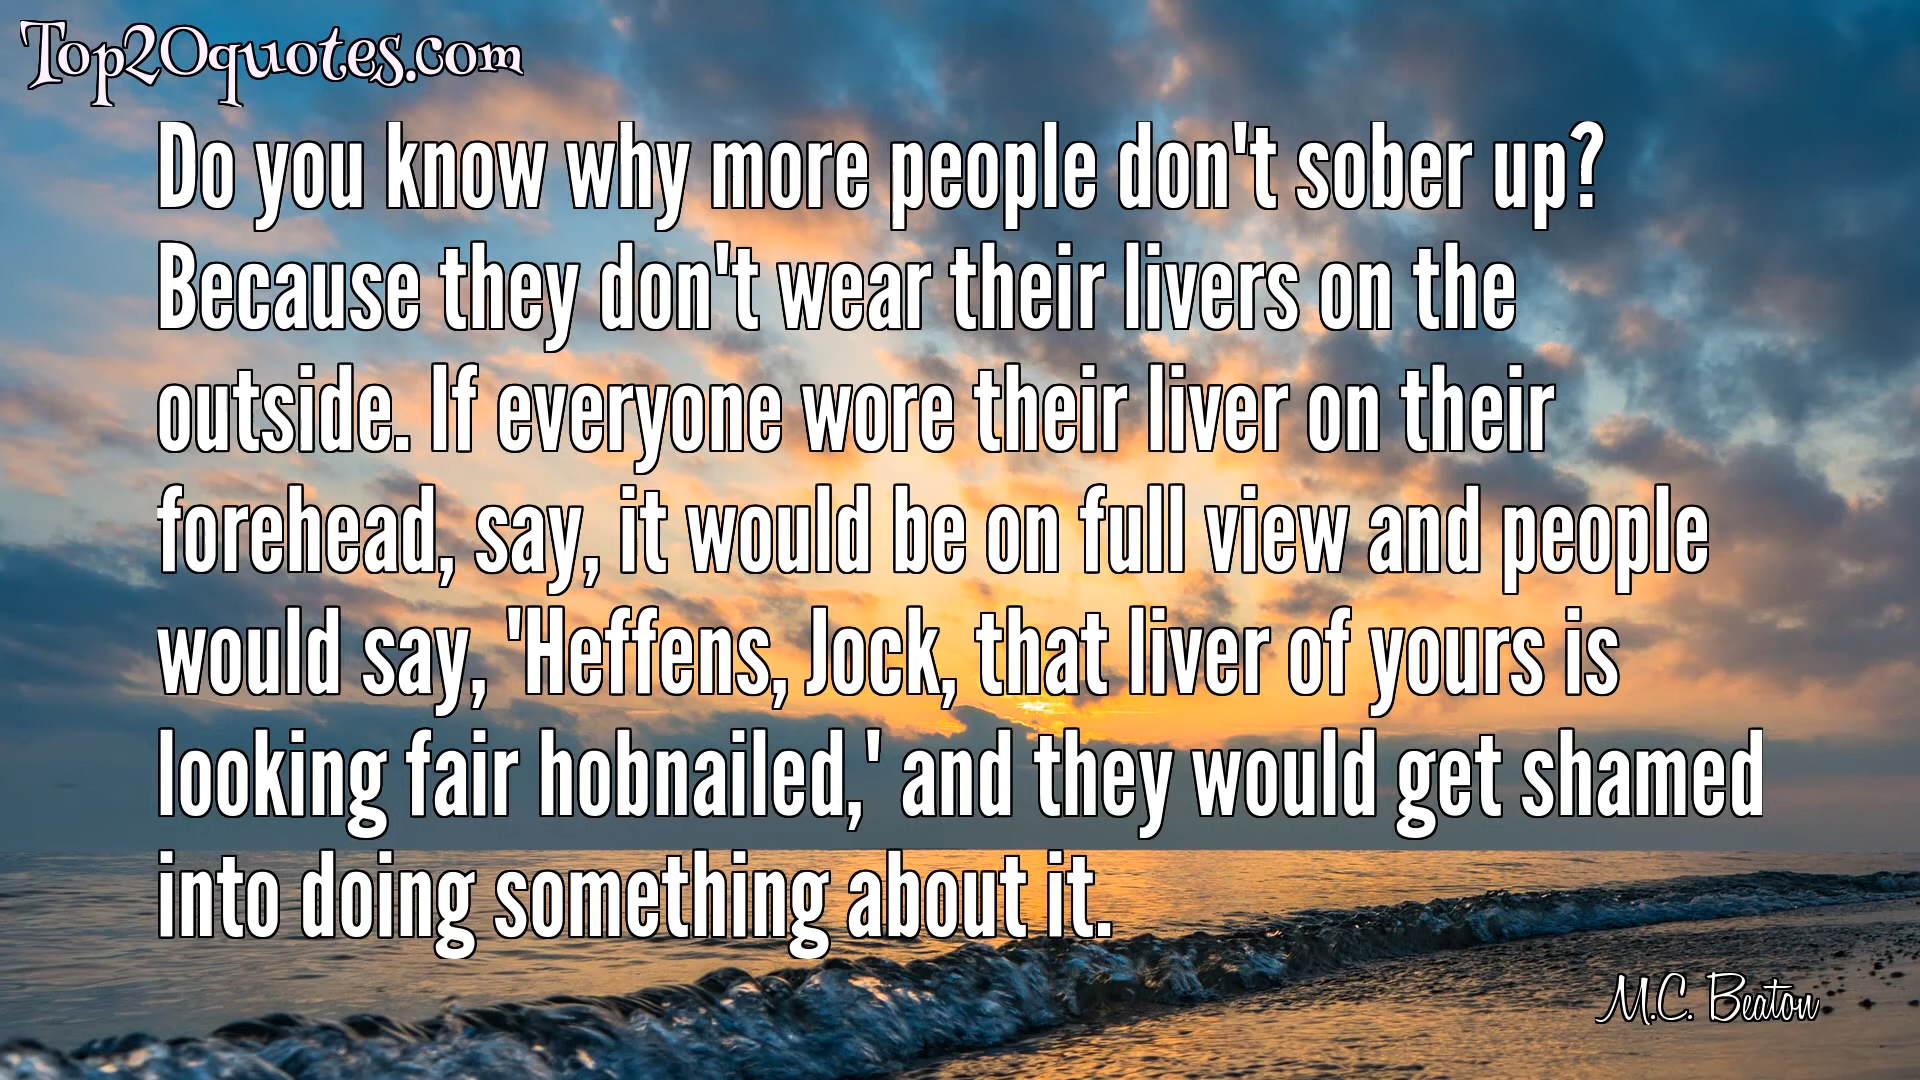 Top20quotes.com
Do you know why more people don't sober up?
Because they don't wear their livers on the
outside. If everyone wore their liver on their
forehead, say, it would be on full view and people
would say, 'Heffens, Jock, that liver of yours is
looking fair hobnailed,' and they would get shamed
into doing something about it.
M.C. Beaton